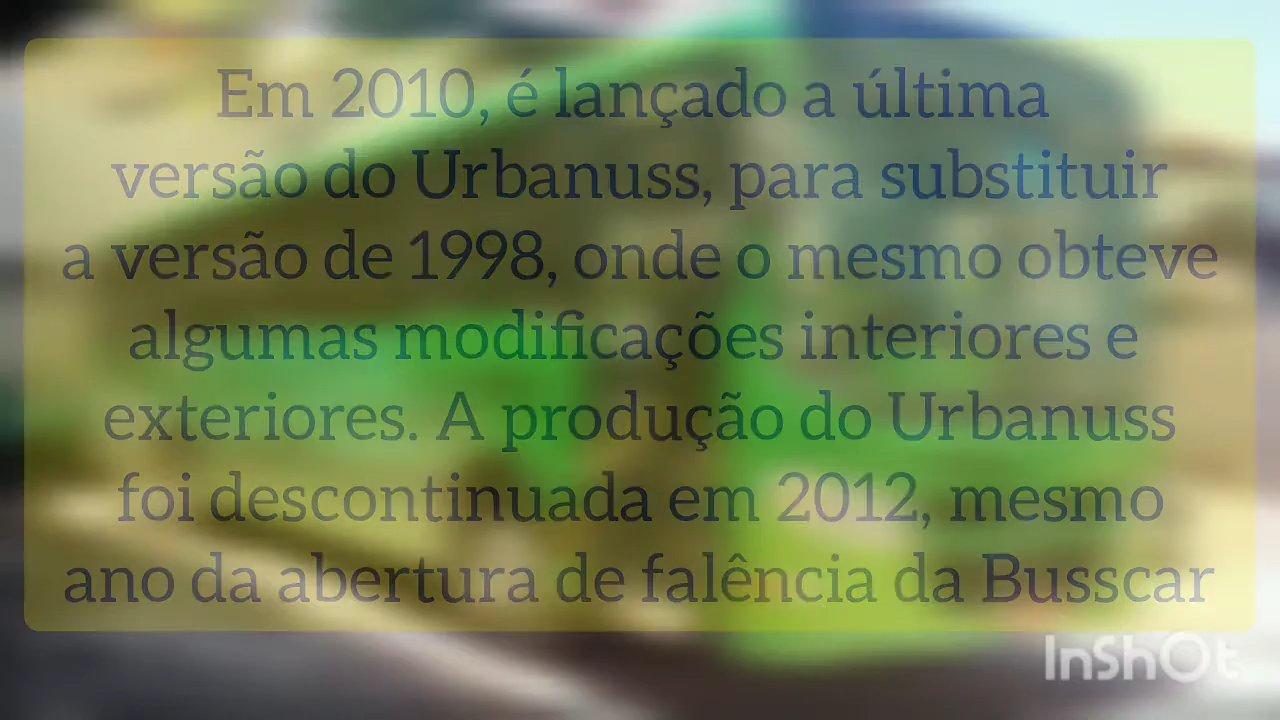 Em 2010, é lançado a última
versão do Urbanuss, para substituir
a versão de 1998, onde o mesmo obteve
algumas modificações interiores e
exteriores. A produção do Urbanuss
foi descontinuada em 2012, mesmo
ano da abertura de falência da Busscar
InShOt